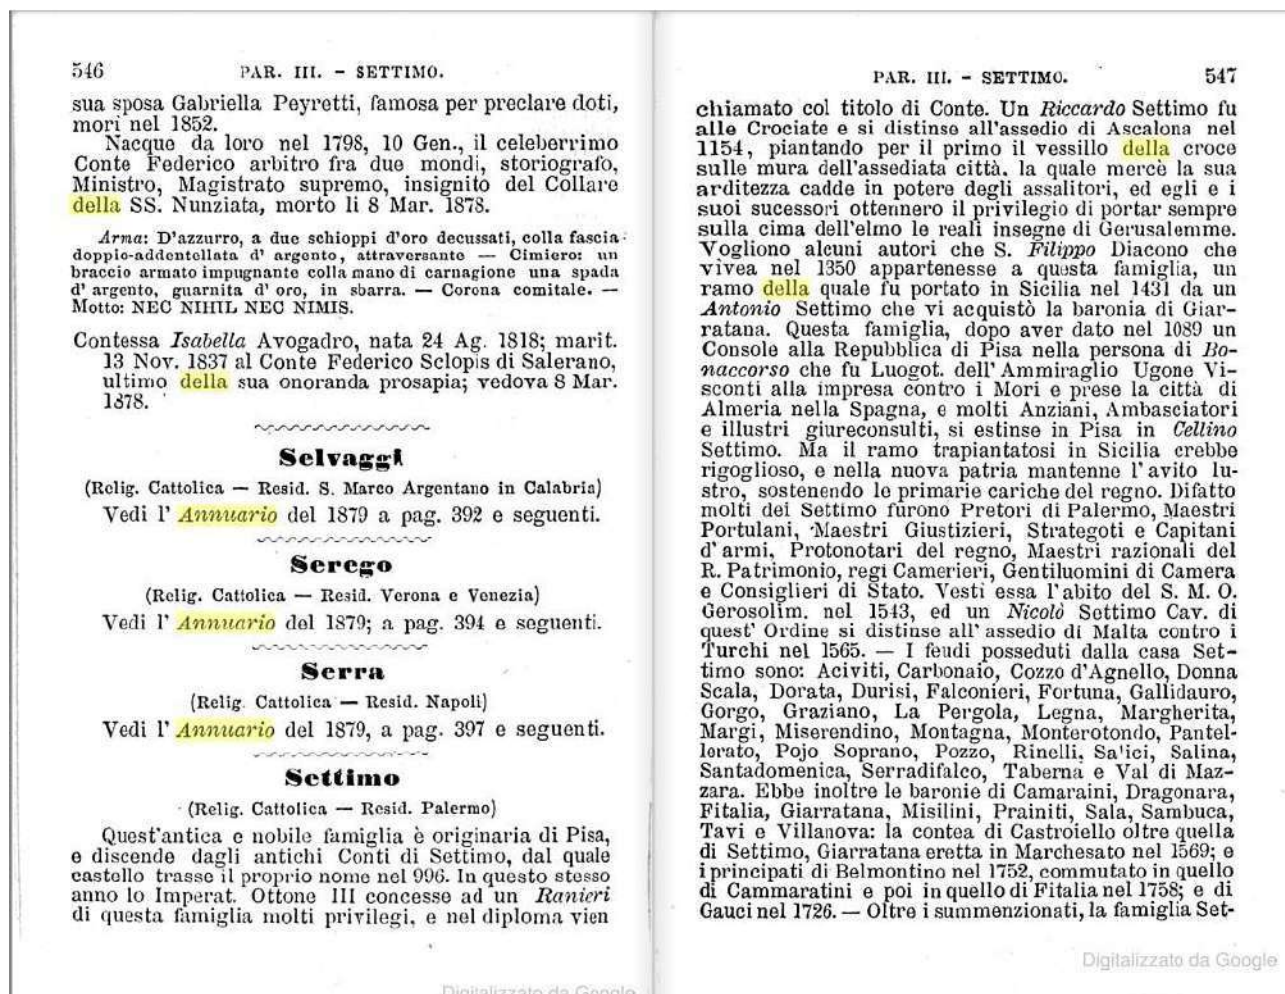 546 PAR. III. - SETTIMO.
sua sposa Gabriella Peyretti, famosa per preclare doti,
morì nel 1852.
Nacque da loro nel 1798, 10 Gen., il celeberrimo
Conte Federico arbitro fra due mondi, storiografo,
Ministro, Magistrato supremo, insignito del Collare
della SS. Nunziata, morto li 8 Mar. 1878.
Arma: D'azzurro, a due schioppi d'oro decussati, colla fascia
doppio-addentellata d' argento, attraversante — Cimiero: un
braccio armato impugnante colla mano di carnagione una spada
d' argento, guarnita d' oro, in sbarra. — Corona comitale. —
Motto: NEC NIHIL NEC NIMIS.
Contessa Isabella Avogadro, nata 24 Ag. 1818; marit.
13 Nov. 1837 al Conte Federico Sclopis di Salerano,
ultimo della sua onoranda prosapia; vedova 8 Mar.
1878.
Selvaggi
(Relig. Cattolica — Resid. S. Marco Argentano in Calabria)
Vedi l' Annuario del 1879 a pag. 392 e seguenti.
Serego
(Relig. Cattolica — Resid. Verona e Venezia)
Vedi l' Annuario del 1879; a pag. 394 e seguenti.
Serra
(Relig. Cattolica — Resid. Napoli)
Vedi l' Annuario del 1879, a pag. 397 e seguenti.
Settimo
(Relig. Cattolica — Resid. Palermo)
Quest'antica e nobile famiglia è originaria di Pisa,
e discende dagli antichi Conti di Settimo, dal quale
castello trasse il proprio nome nel 996. In questo stesso
anno lo Imperat. Ottone III concesse ad un Ranieri
di questa famiglia molti privilegi, e nel diploma vien
Digitalizzato da Google
PAR. III. - SETTIMO. 547
chiamato col titolo di Conte. Un Riccardo Settimo fu
alle Crociate e si distinse all'assedio di Ascalona nel
1154, piantando per il primo il vessillo della croce
sulle mura dell'assediata città. la quale mercè la sua
arditezza cadde in potere degli assalitori, ed egli e i
suoi sucessori ottennero il privilegio di portar sempre
sulla cima dell'elmo le reali insegne di Gerusalemme.
Vogliono alcuni autori che S. Filippo Diacono che
vivea nel 1350 appartenesse a questa famiglia, un
ramo della quale fu portato in Sicilia nel 1431 da un
Antonio Settimo che vi acquistò la baronia di Giar-
ratana. Questa famiglia, dopo aver dato nel 1089 un
Console alla Repubblica di Pisa nella persona di Bo-
naccorso che fu Luogot. dell'Ammiraglio Ugone Vi-
sconti alla impresa contro i Mori e prese la città di
Almeria nella Spagna, e molti Anziani, Ambasciatori
e illustri giureconsulti, si estinse in Pisa in Cellino
Settimo. Ma il ramo trapiantatosi in Sicilia crebbe
rigoglioso, e nella nuova patria mantenne l' avito lu-
stro, sostenendo le primarie cariche del regno. Difatto
molti dei Settimo furono Pretori di Palermo, Maestri
Portulani, Maestri Giustizieri, Strategoti e Capitani
d' armi, Protonotari del regno, Maestri razionali del
R. Patrimonio, regi Camerieri, Gentiluomini di Camera
e Consiglieri di Stato. Vestì essa l'abito del S. M. O.
Gerosolim. nel 1543, ed un Nicolò Settimo Cav. di
quest' Ordine si distinse all' assedio di Malta contro i
Turchi nel 1565. — I feudi posseduti dalla casa Set-
timo sono: Aciviti, Carbonaio, Cozzo d'Agnello, Donna
Scala, Dorata, Durisi, Falconieri, Fortuna, Gallidauro,
Gorgo, Graziano, La Pergola, Legna, Margherita,
Margi, Miserendino, Montagna, Monterotondo, Pantel-
lerato, Pojo Soprano, Pozzo, Rinelli, Sa'ici, Salina,
Santadomenica, Serradifalco, Taberna e Val di Maz-
zara. Ebbe inoltre le baronie di Camaraini, Dragonara,
Fitalia, Giarratana, Misilini, Prainiti, Sala, Sambuca,
Tavi e Villanova: la contea di Castroiello oltre quella
di Settimo, Giarratana eretta in Marchesato nel 1569; e
i principati di Belmontino nel 1752, commutato in quello
di Cammaratini e poi in quello di Fitalia nel 1758; e di
Gauci nel 1726. — Oltre i summenzionati, la famiglia Set-
Digitalizzato da Google